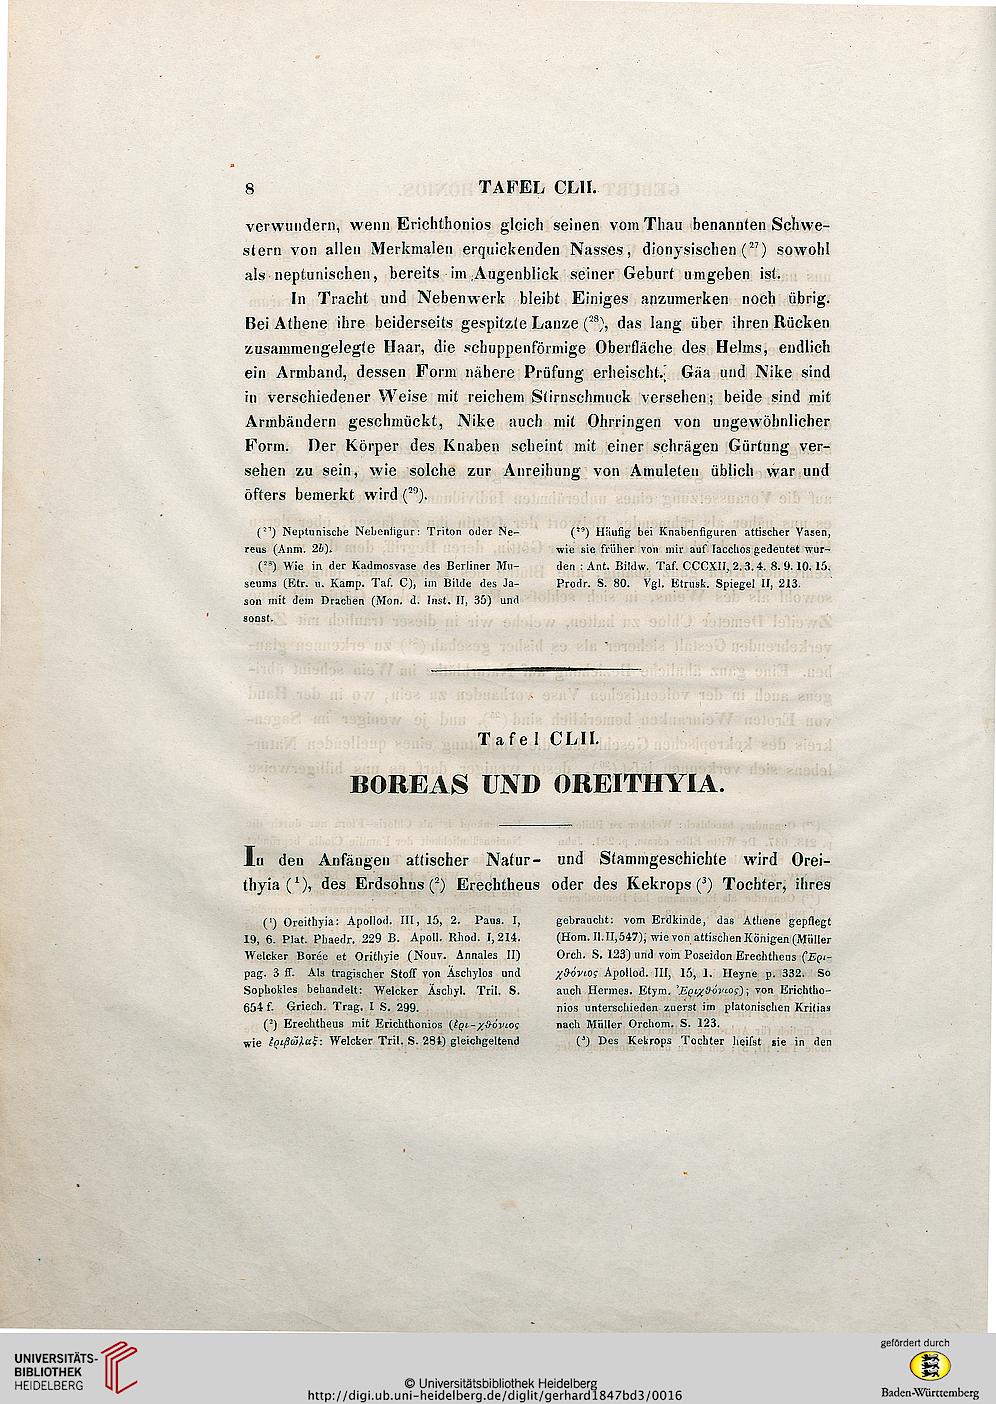 8
TAFEL CLII.
verwundern, wenn Erichthonios gleich seinen vom Thau benannten Schwe-
stern von allen Merkmalen erquickenden Nasses, dionysischen (27) sowohl
als neptunischen, bereits im Augenblick seiner Geburt umgeben ist.
In Tracht und Nebenwerk bleibt Einiges anzumerken noch übrig.
Bei Athene ihre beiderseits gespitzte Lanze (28), das lang über ihren Rücken
zusammengelegte Haar, die schuppenförmige Oberfläche des Helms, endlich
ein Armband, dessen Form nähere Prüfung erheischt. Gäa und Nike sind
in verschiedener Weise mit reichem Stirnschmuck versehen; beide sind mit
Armbändern geschmückt, Nike auch mit Ohrringen von ungewöhnlicher
Form. Der Körper des Knaben scheint mit einer schrägen Gürtung ver-
sehen zu sein, wie solche zur Anreihung von Amuleten üblich war und
öfters bemerkt wird (29).
(27) Neptunische Nebenfigur: Triton oder Ne-
reus (Anm. 2b).
(28) Wie in der Kadmosvase des Berliner Mu-
seums (Etr. u. Kamp. Taf. C), im Bilde des Ja-
son mit dem Drachen (Mon. d. Inst. II, 35) und
sonst.
(29) Häufig bei Knabenfiguren attischer Vasen,
wie sie früher von mir auf Iacchos gedeutet wur-
den : Ant. Bildw. Taf. CCCXII, 2. 3. 4. 8. 9. 10. 15.
Prodr. S. 80. Vgl. Etrusk. Spiegel II, 213.
Tafel CLII.
BOREAS UND OREITHYIA.
In den Anfängen attischer Natur- und Stammgeschichte wird Orei-
thyia (1), des Erdsohns (2) Erechtheus oder des Kekrops (3) Tochter, ihres
(1) Oreithyia: Apollod. III, 15, 2. Paus. I,
19, 6. Plat. Phaedr. 229 B. Apoll. Rhod. I, 214.
Welcker Borée et Orithyie (Nouv. Annales II)
pag. 3 ff. Als tragischer Stoff von Äschylos und
Sophokles behandelt: Welcker Äschyl. Tril. S.
654 f. Griech. Trag. I S. 299.
(2) Erechtheus mit Erichthonios (ἐρι-χθόνιος
wie ἐριβῶλαξ: Welcker Tril. S. 284) gleichgeltend
gebraucht: vom Erdkinde, das Athene gepflegt
(Hom. Il. II, 547), wie von attischen Königen (Müller
Orch. S. 123) und vom Poseidon Erechtheus (Ἐρι-
χθόνιος Apollod. III, 15, 1. Heyne p. 332. So
auch Hermes. Etym. Ἐριχθόνιος); von Erichtho-
nios unterschieden zuerst im platonischen Kritias
nach Müller Orchom. S. 123.
(3) Des Kekrops Tochter heiſst sie in den
UNIVERSITÄTS-
BIBLIOTHEK
HEIDELBERG
© Universitätsbibliothek Heidelberg
http://digi.ub.uni-heidelberg.de/diglit/gerhard1847bd3/0016
gefördert durch
Baden-Württemberg